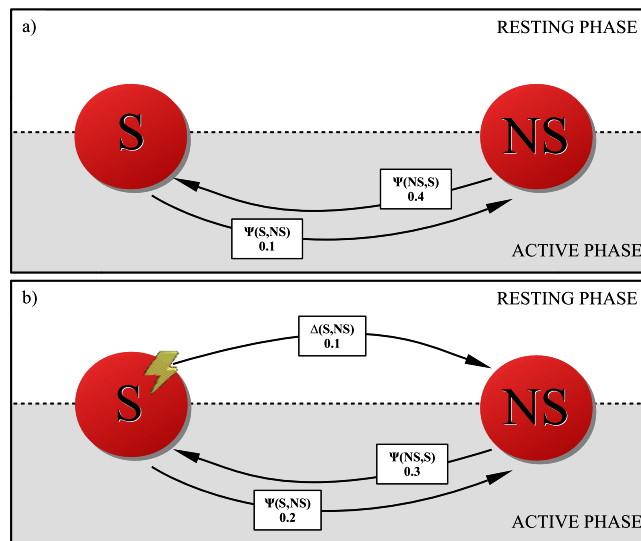 a)
RESTING PHASE
S
NS
Ψ(NS,S)
0.4
Ψ(S,NS)
0.1
ACTIVE PHASE
b)
RESTING PHASE
Δ(S,NS)
0.1
S
NS
Ψ(NS,S)
0.3
Ψ(S,NS)
0.2
ACTIVE PHASE